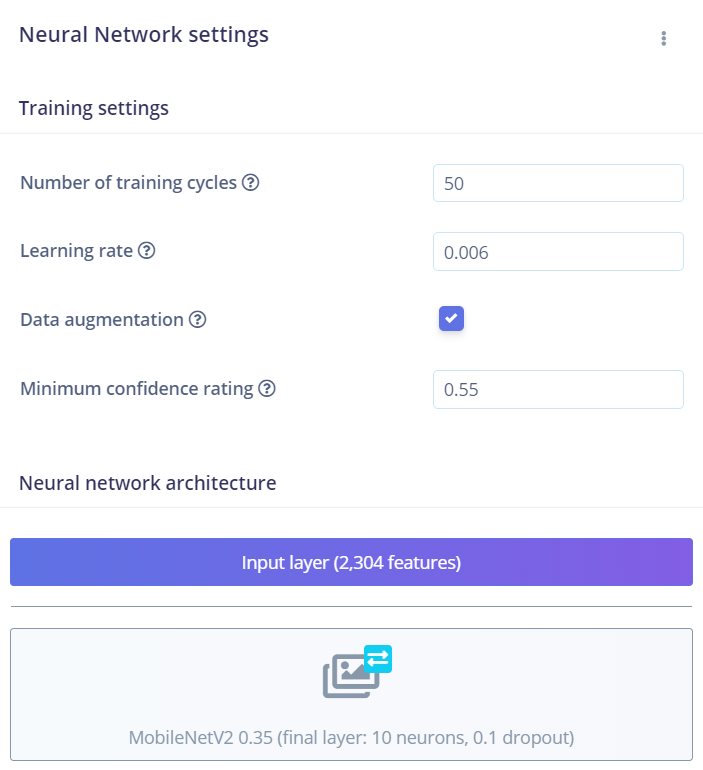 Neural Network settings
Training settings
Number of training cycles
50
Learning rate
0.006
Data augmentation
Minimum confidence rating
0.55
Neural network architecture
Input layer (2,304 features)
MobileNetV2 0.35 (final layer: 10 neurons, 0.1 dropout)